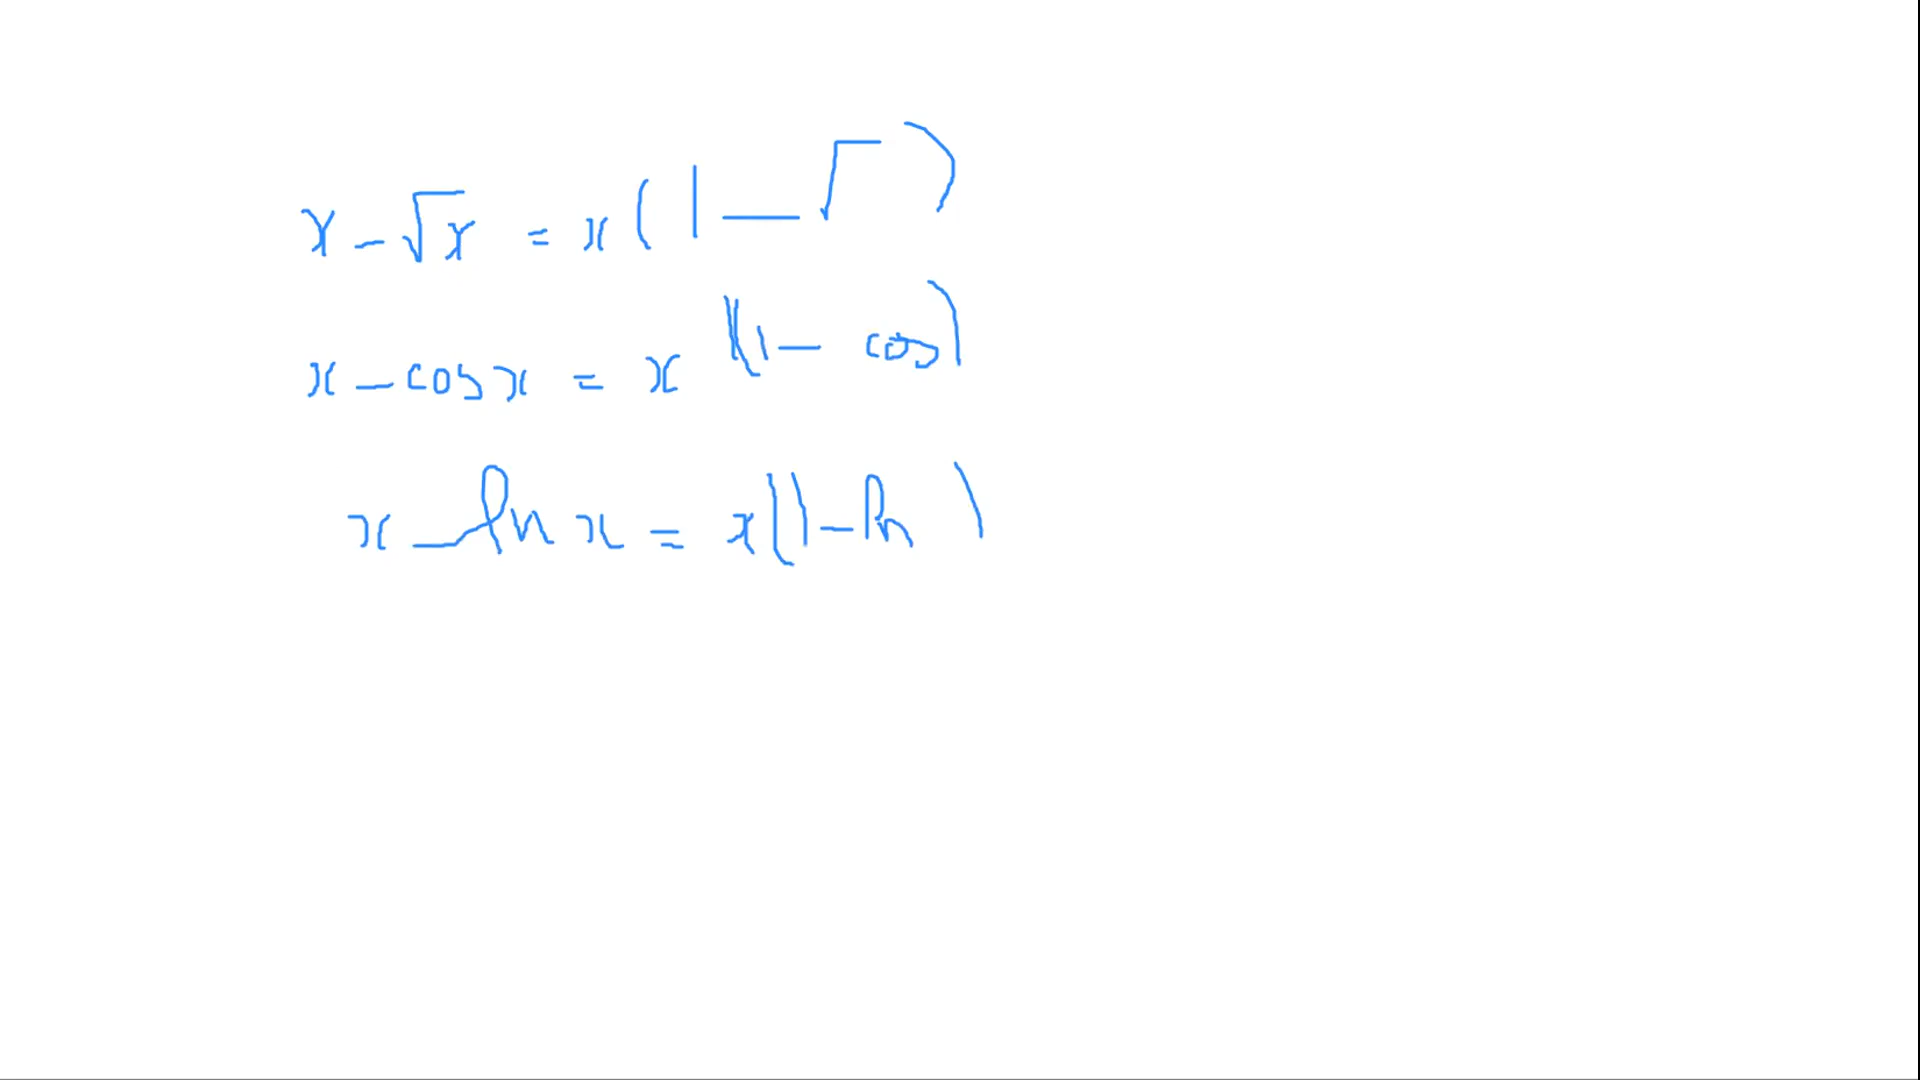 x - √x = x(1 - √ )
x - cos x = x(1 - cos)
x - ln x = x(1 - ln )